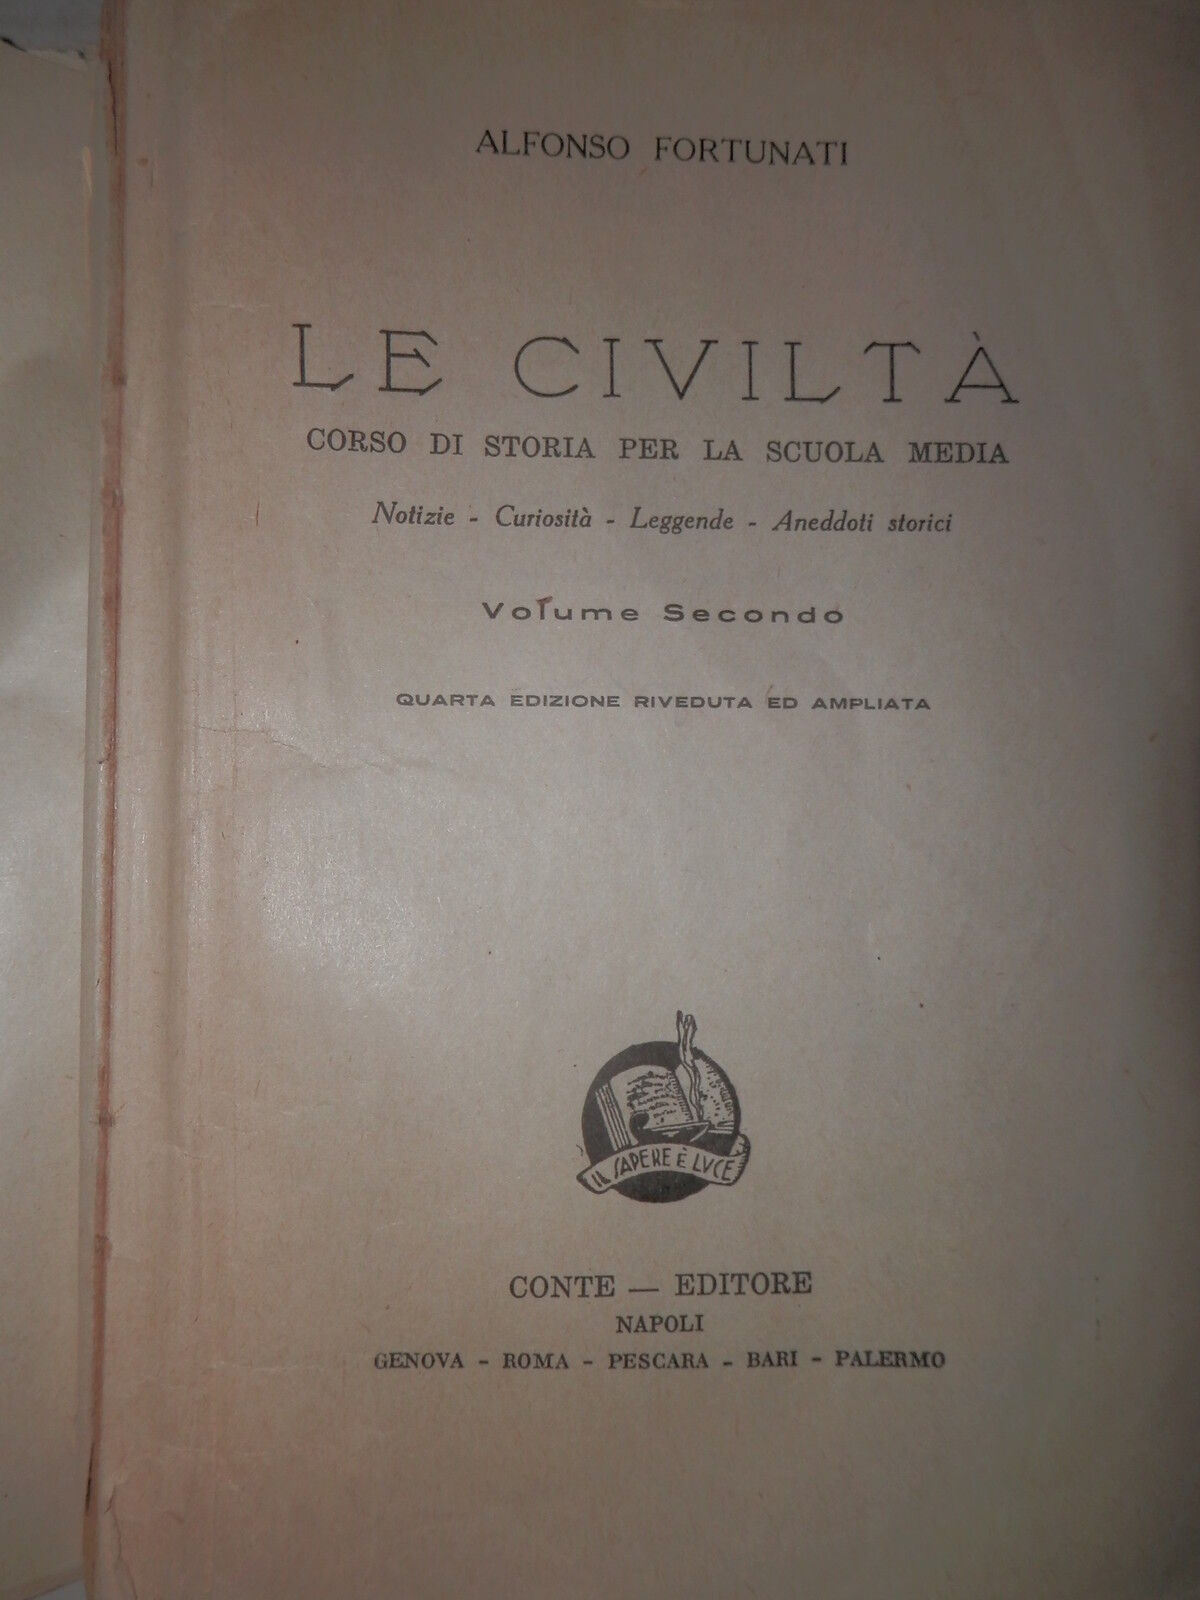 ALFONSO FORTUNATI
LE CIVILTÀ
CORSO DI STORIA PER LA SCUOLA MEDIA
Notizie - Curiosità - Leggende - Aneddoti storici
Volume Secondo
QUARTA EDIZIONE RIVEDUTA ED AMPLIATA
IL SAPERE È LVCE
CONTE — EDITORE
NAPOLI
GENOVA - ROMA - PESCARA - BARI - PALERMO